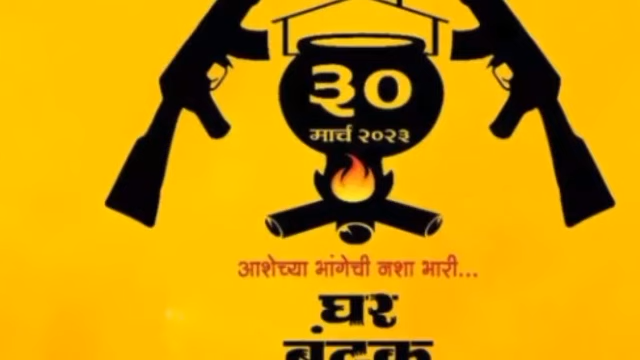 ३०
मार्च २०२३
आशेच्या भांगेची नशा भारी...
घर
बंदूक